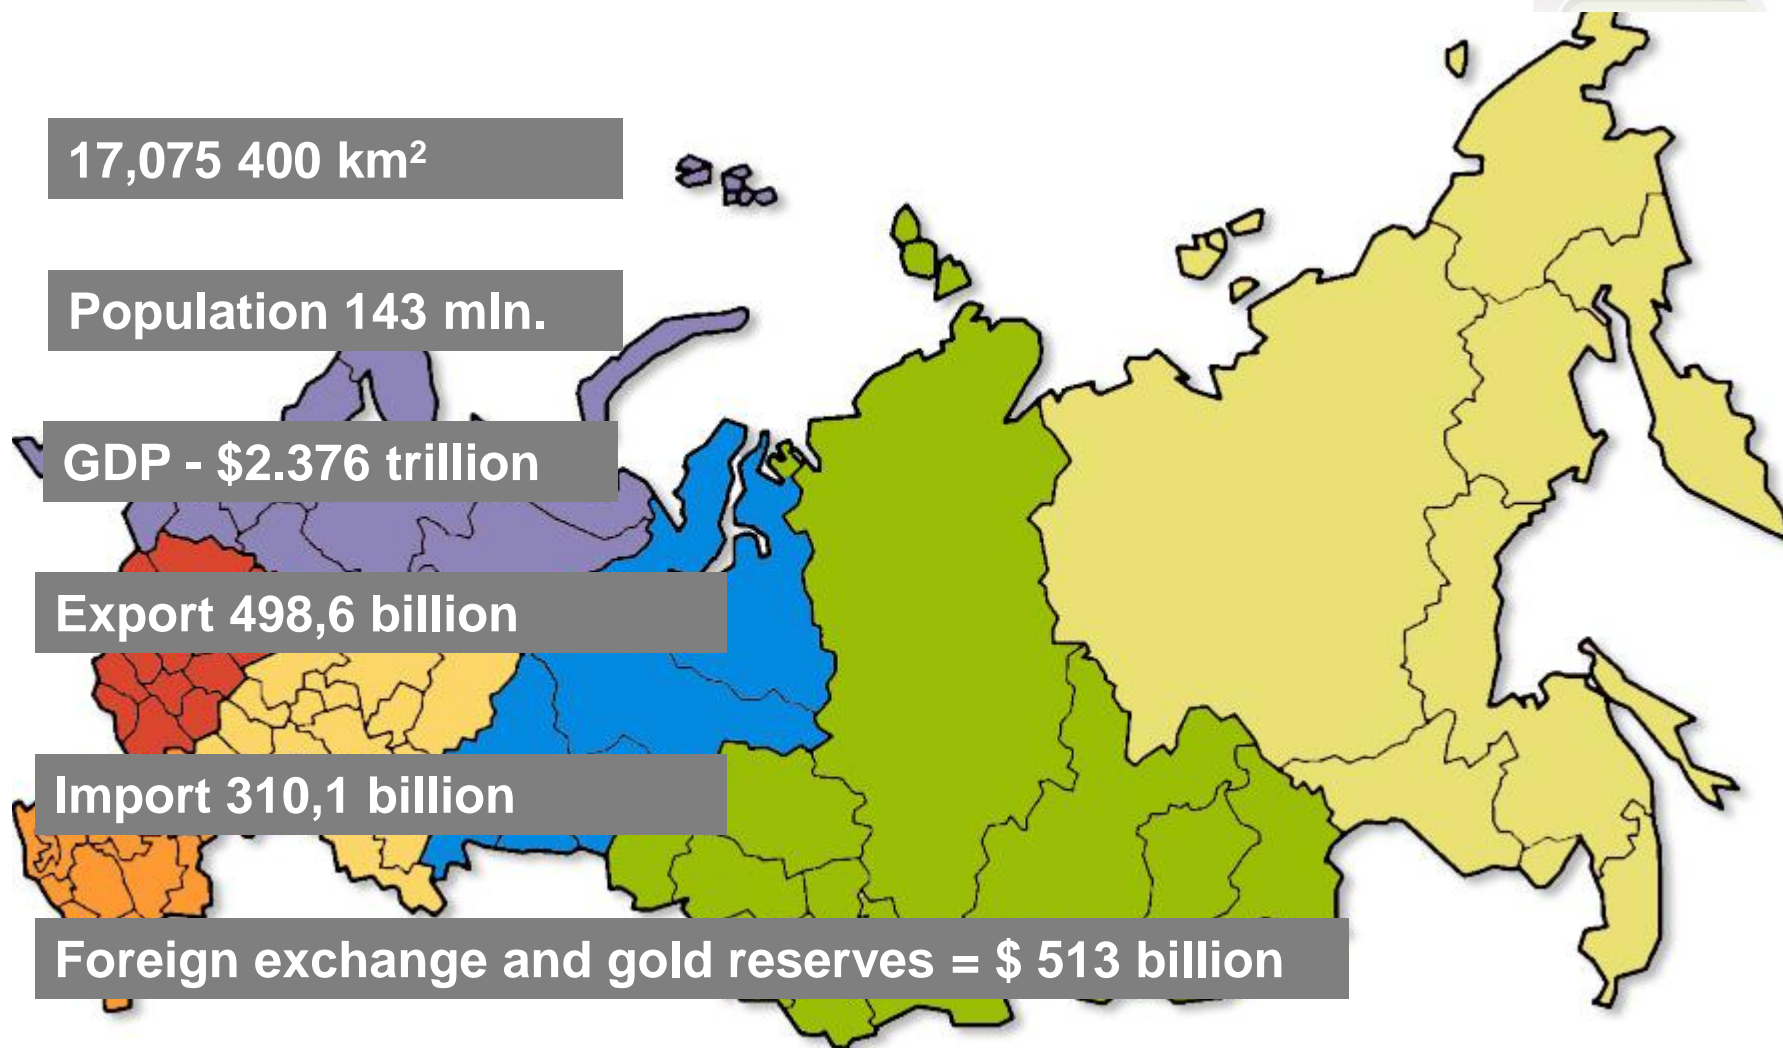 17,075 400 km²
Population 143 mln.
GDP - $2.376 trillion
Export 498,6 billion
Import 310,1 billion
Foreign exchange and gold reserves = $ 513 billion